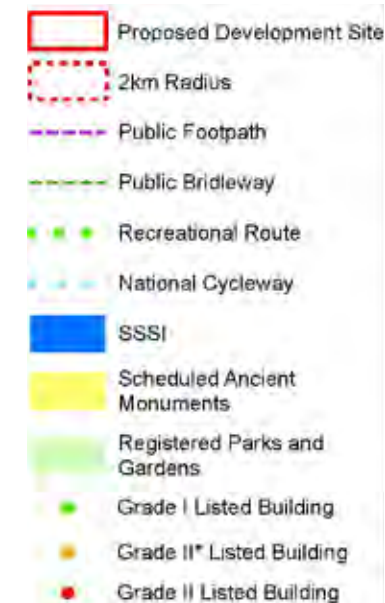 Proposed Development Site
2km Radius
Public Footpath
Public Bridleway
Recreational Route
National Cycleway
SSSI
Scheduled Ancient
Monuments
Registered Parks and
Gardens
Grade I Listed Building
Grade II* Listed Building
Grade II Listed Building